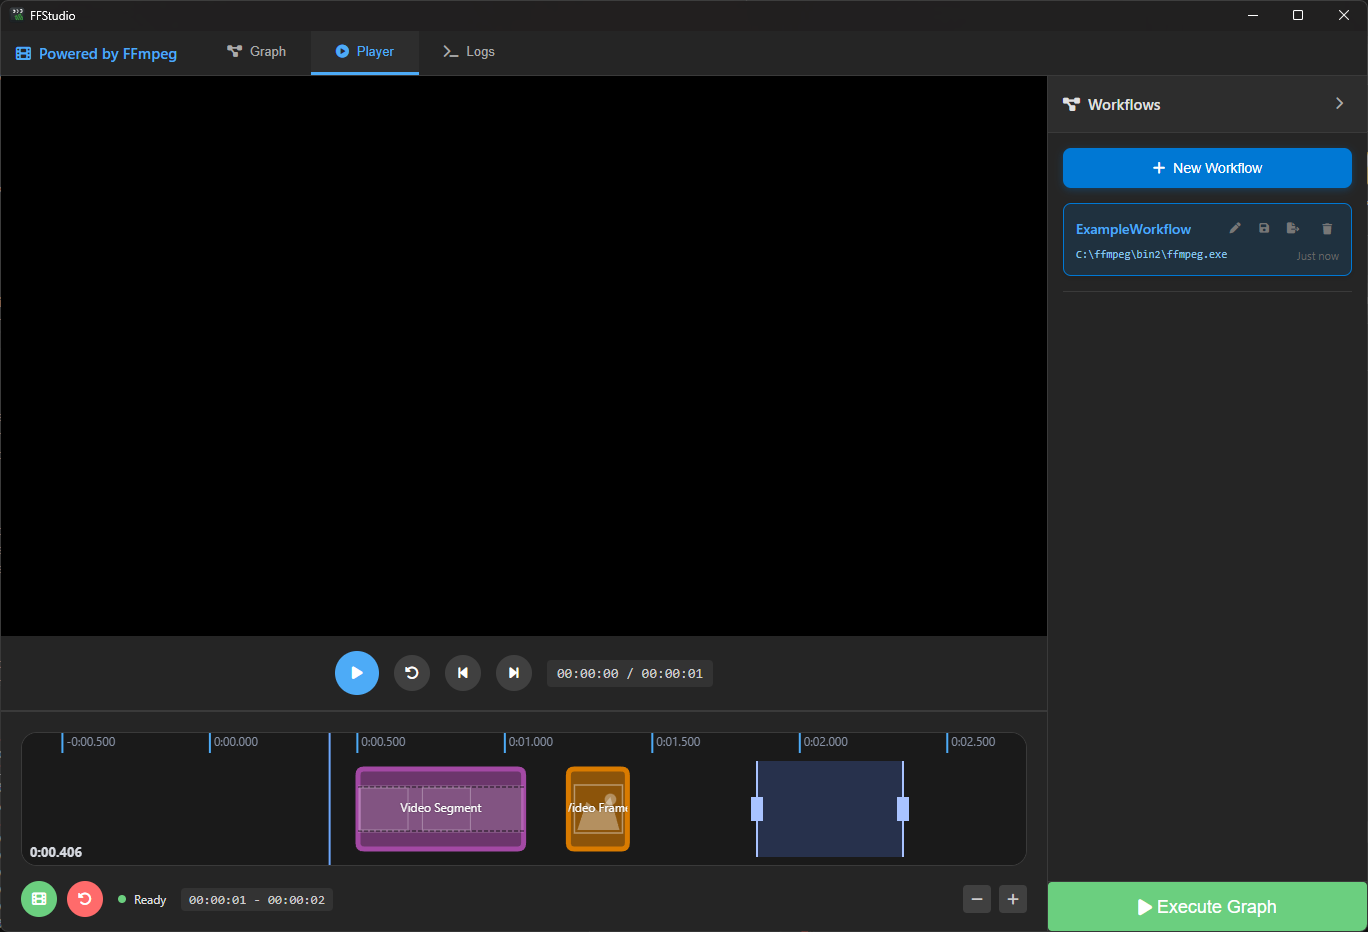 FFStudio
Powered by FFmpeg
Graph
Player
Logs
Workflows
New Workflow
ExampleWorkflow
C:\ffmpeg\bin2\ffmpeg.exe
Just now
00:00:00 / 00:00:01
-0:00.500
0:00.000
0:00.500
0:01.000
0:01.500
0:02.000
0:02.500
Video Segment
Video Frame
0:00.406
Ready
00:00:01 - 00:00:02
Execute Graph